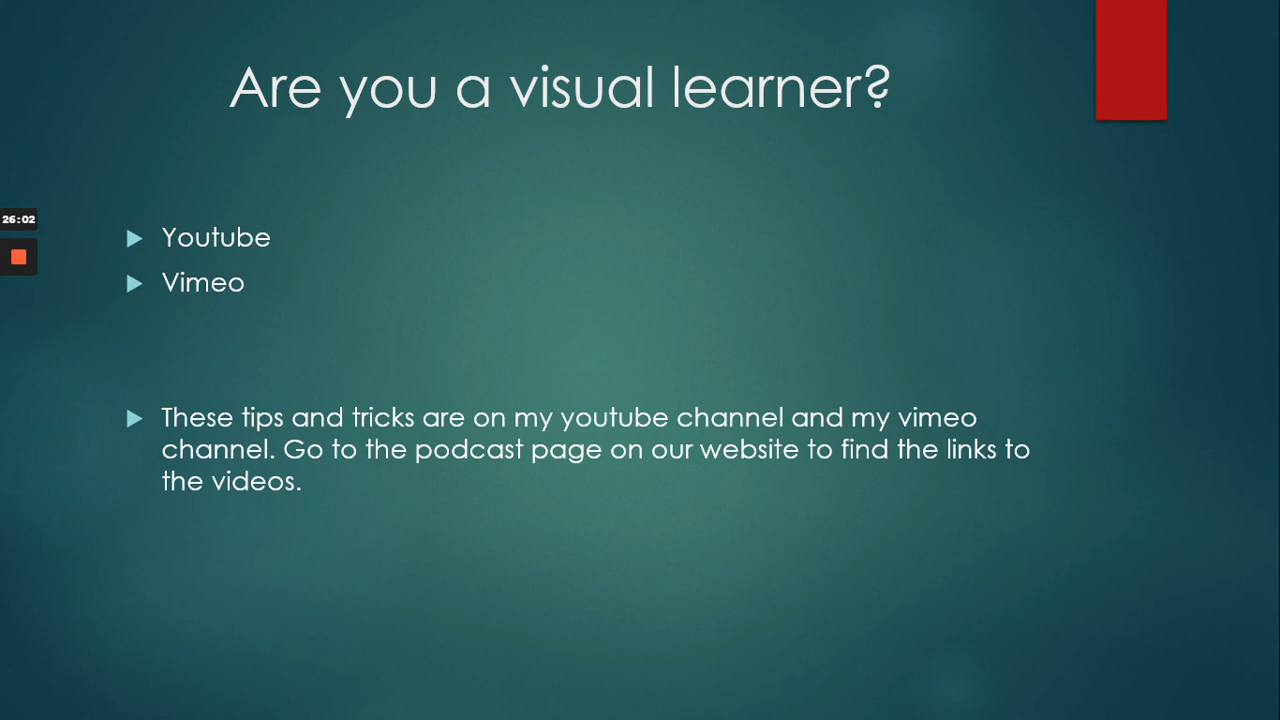 Are you a visual learner?
26:02
Youtube
Vimeo
These tips and tricks are on my youtube channel and my vimeo
channel. Go to the podcast page on our website to find the links to
the videos.